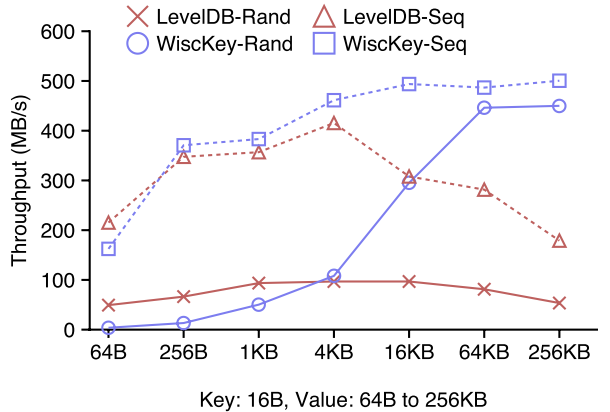 LevelDB-Rand LevelDB-Seq
WiscKey-Rand WiscKey-Seq
600
500
400
300
200
100
0
Throughput (MB/s)
64B 256B 1KB 4KB 16KB 64KB 256KB
Key: 16B, Value: 64B to 256KB